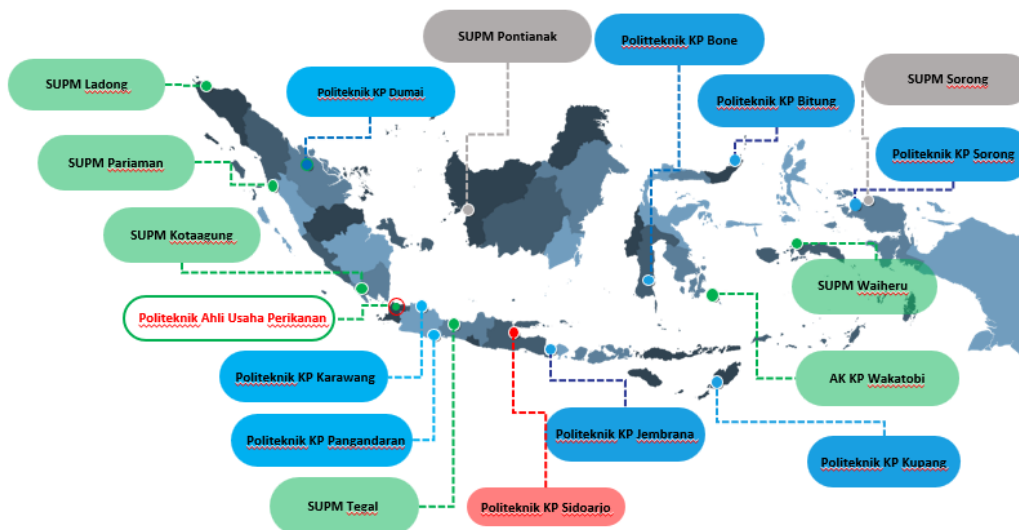 SUPM Pontianak
Politteknik KP Bone
SUPM Ladong
Politeknik KP Dumai
Politeknik KP Bitung
SUPM Sorong
SUPM Pariaman
Politeknik KP Sorong
SUPM Kotaagung
SUPM Waiheru
Politeknik Ahli Usaha Perikanan
Politeknik KP Karawang
AK KP Wakatobi
Politeknik KP Pangandaran
Politeknik KP Jembrana
Politeknik KP Kupang
SUPM Tegal
Politeknik KP Sidoarjo